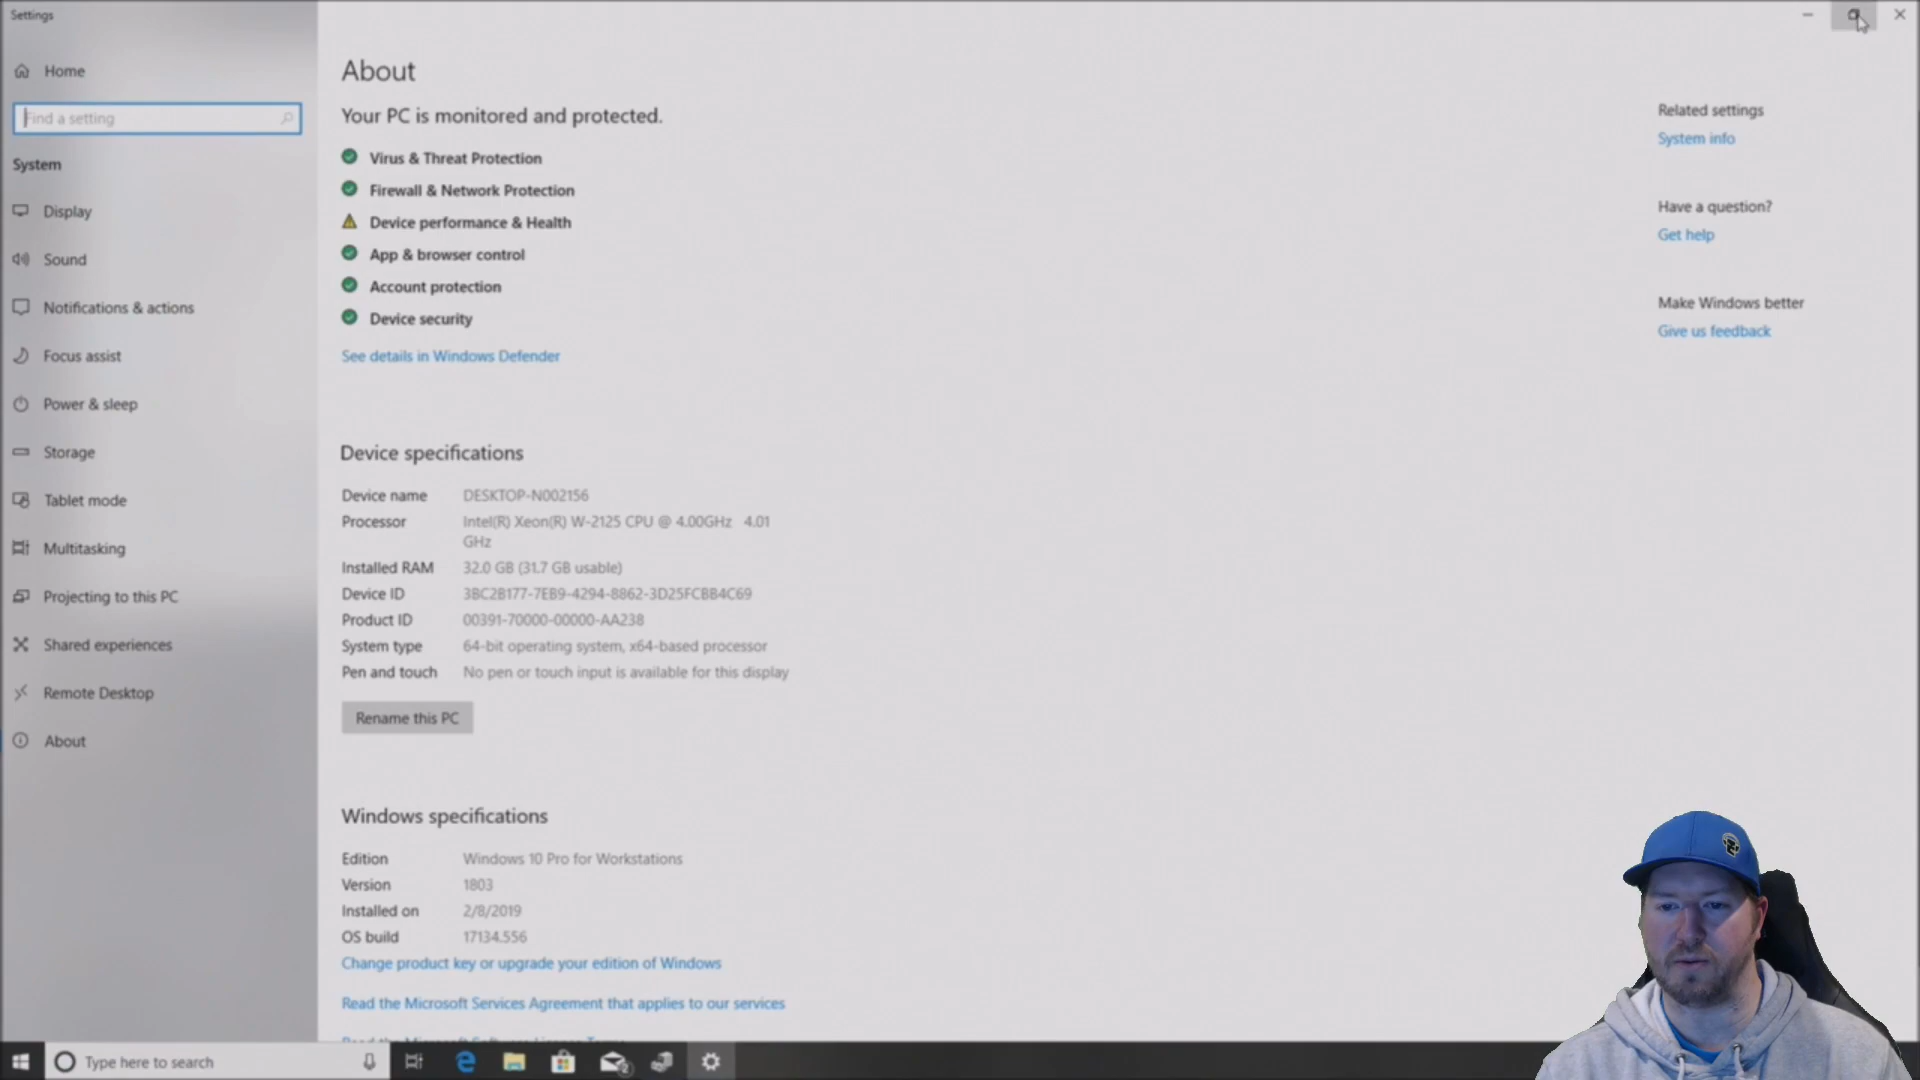 Settings
Home
Find a setting
System
Display
Sound
Notifications & actions
Focus assist
Power & sleep
Storage
Tablet mode
Multitasking
Projecting to this PC
Shared experiences
Remote Desktop
About
About
Your PC is monitored and protected.
Virus & Threat Protection
Firewall & Network Protection
Device performance & Health
App & browser control
Account protection
Device security
See details in Windows Defender
Device specifications
Device name DESKTOP-N002156
Processor Intel(R) Xeon(R) W-2125 CPU @ 4.00GHz 4.01
GHz
Installed RAM 32.0 GB (31.7 GB usable)
Device ID 3BC2B177-7EB9-4294-8862-3D25FCBB4C69
Product ID 00391-70000-00000-AA238
System type 64-bit operating system, x64-based processor
Pen and touch No pen or touch input is available for this display
Rename this PC
Windows specifications
Edition Windows 10 Pro for Workstations
Version 1803
Installed on 2/8/2019
OS build 17134.556
Change product key or upgrade your edition of Windows
Read the Microsoft Services Agreement that applies to our services
Related settings
System info
Have a question?
Get help
Make Windows better
Give us feedback
Type here to search